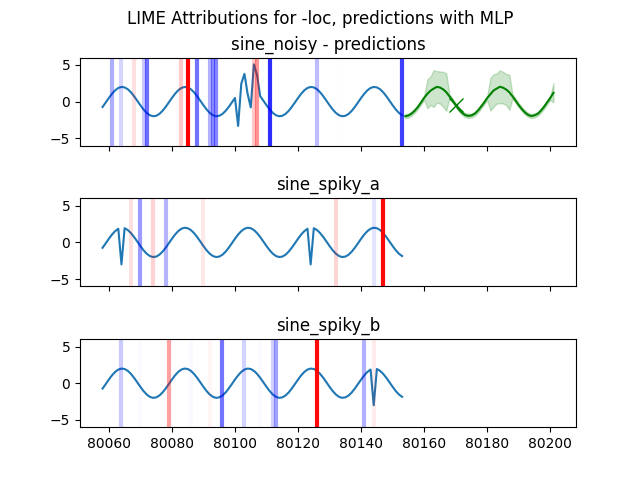 LIME Attributions for -loc, predictions with MLP
sine_noisy - predictions
5
0
−5
sine_spiky_a
5
0
−5
sine_spiky_b
5
0
−5
80060 80080 80100 80120 80140 80160 80180 80200